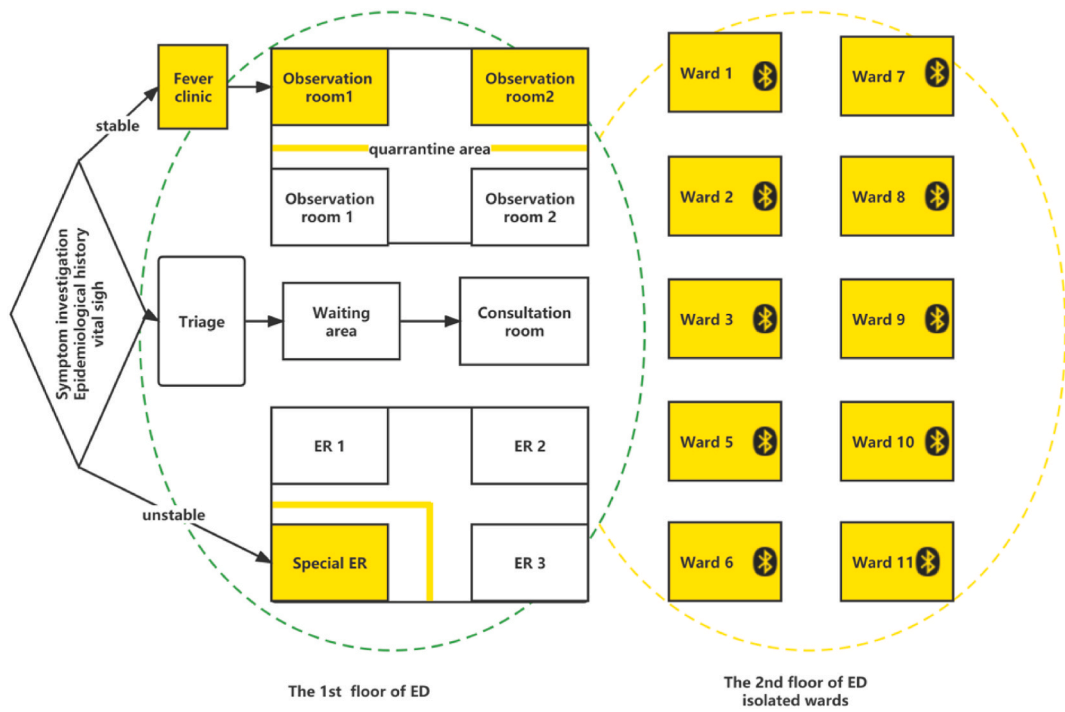 Fever
clinic
stable
Observation
room1
Observation
room2
quarrantine area
Observation
room 1
Observation
room 2
Symptom investigation
Epidemiological history
vital sigh
Triage
Waiting
area
Consultation
room
ER 1
ER 2
unstable
Special ER
ER 3
The 1st floor of ED
Ward 1
Ward 7
Ward 2
Ward 8
Ward 3
Ward 9
Ward 5
Ward 10
Ward 6
Ward 11
The 2nd floor of ED
isolated wards